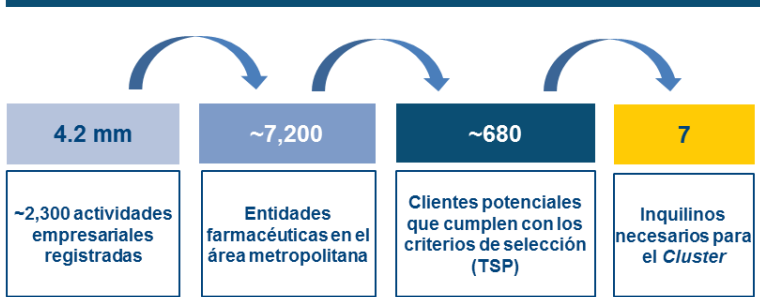 4.2 mm
~7,200
~680
7
~2,300 actividades
empresariales
registradas
Entidades
farmacéuticas en el
área metropolitana
Clientes potenciales
que cumplen con los
criterios de selección
(TSP)
Inquilinos
necesarios para
el Cluster